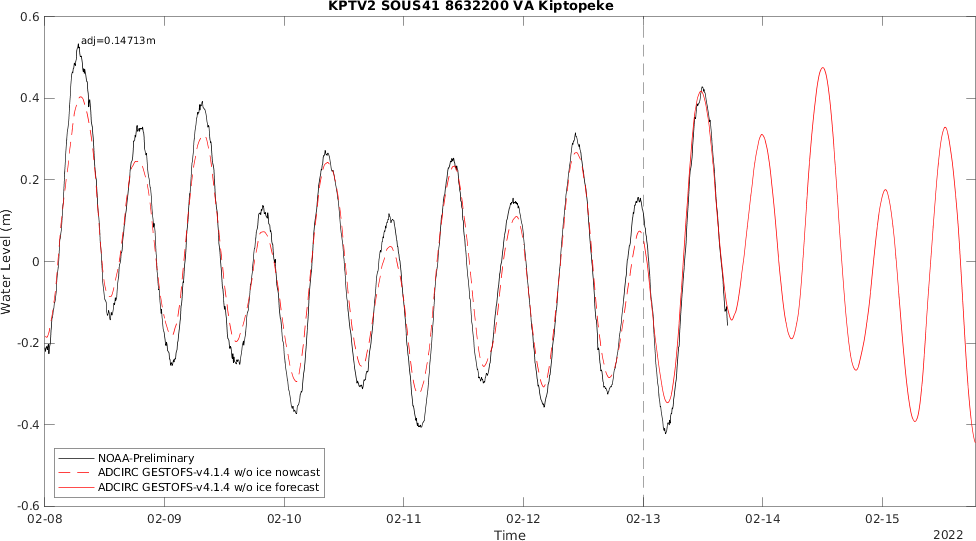 KPTV2 SOUS41 8632200 VA Kiptopeke
adj=0.14713m
0.6
0.4
0.2
0
-0.2
-0.4
-0.6
Water Level (m)
NOAA-Preliminary
ADCIRC GESTOFS-v4.1.4 w/o ice nowcast
ADCIRC GESTOFS-v4.1.4 w/o ice forecast
02-08 02-09 02-10 02-11 02-12 02-13 02-14 02-15
Time
2022